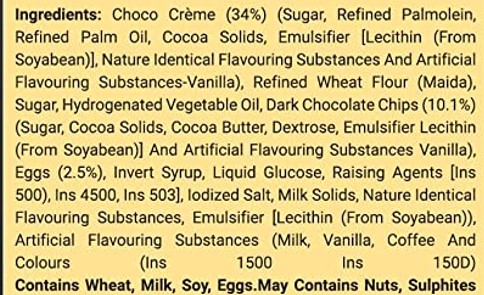 Ingredients: Choco Crème (34%) (Sugar, Refined Palmolein,
Refined Palm Oil, Cocoa Solids, Emulsifier [Lecithin (From
Soyabean)], Nature Identical Flavouring Substances And Artificial
Flavouring Substances-Vanilla), Refined Wheat Flour (Maida),
Sugar, Hydrogenated Vegetable Oil, Dark Chocolate Chips (10.1%)
(Sugar, Cocoa Solids, Cocoa Butter, Dextrose, Emulsifier Lecithin
(From Soyabean)] And Artificial Flavouring Substances Vanilla),
Eggs (2.5%), Invert Syrup, Liquid Glucose, Raising Agents [Ins
500), Ins 4500, Ins 503], Iodized Salt, Milk Solids, Nature Identical
Flavouring Substances, Emulsifier [Lecithin (From Soyabean)),
Artificial Flavouring Substances (Milk, Vanilla, Coffee And
Colours (Ins 1500 Ins 150D)
Contains Wheat, Milk, Soy, Eggs.May Contains Nuts, Sulphites